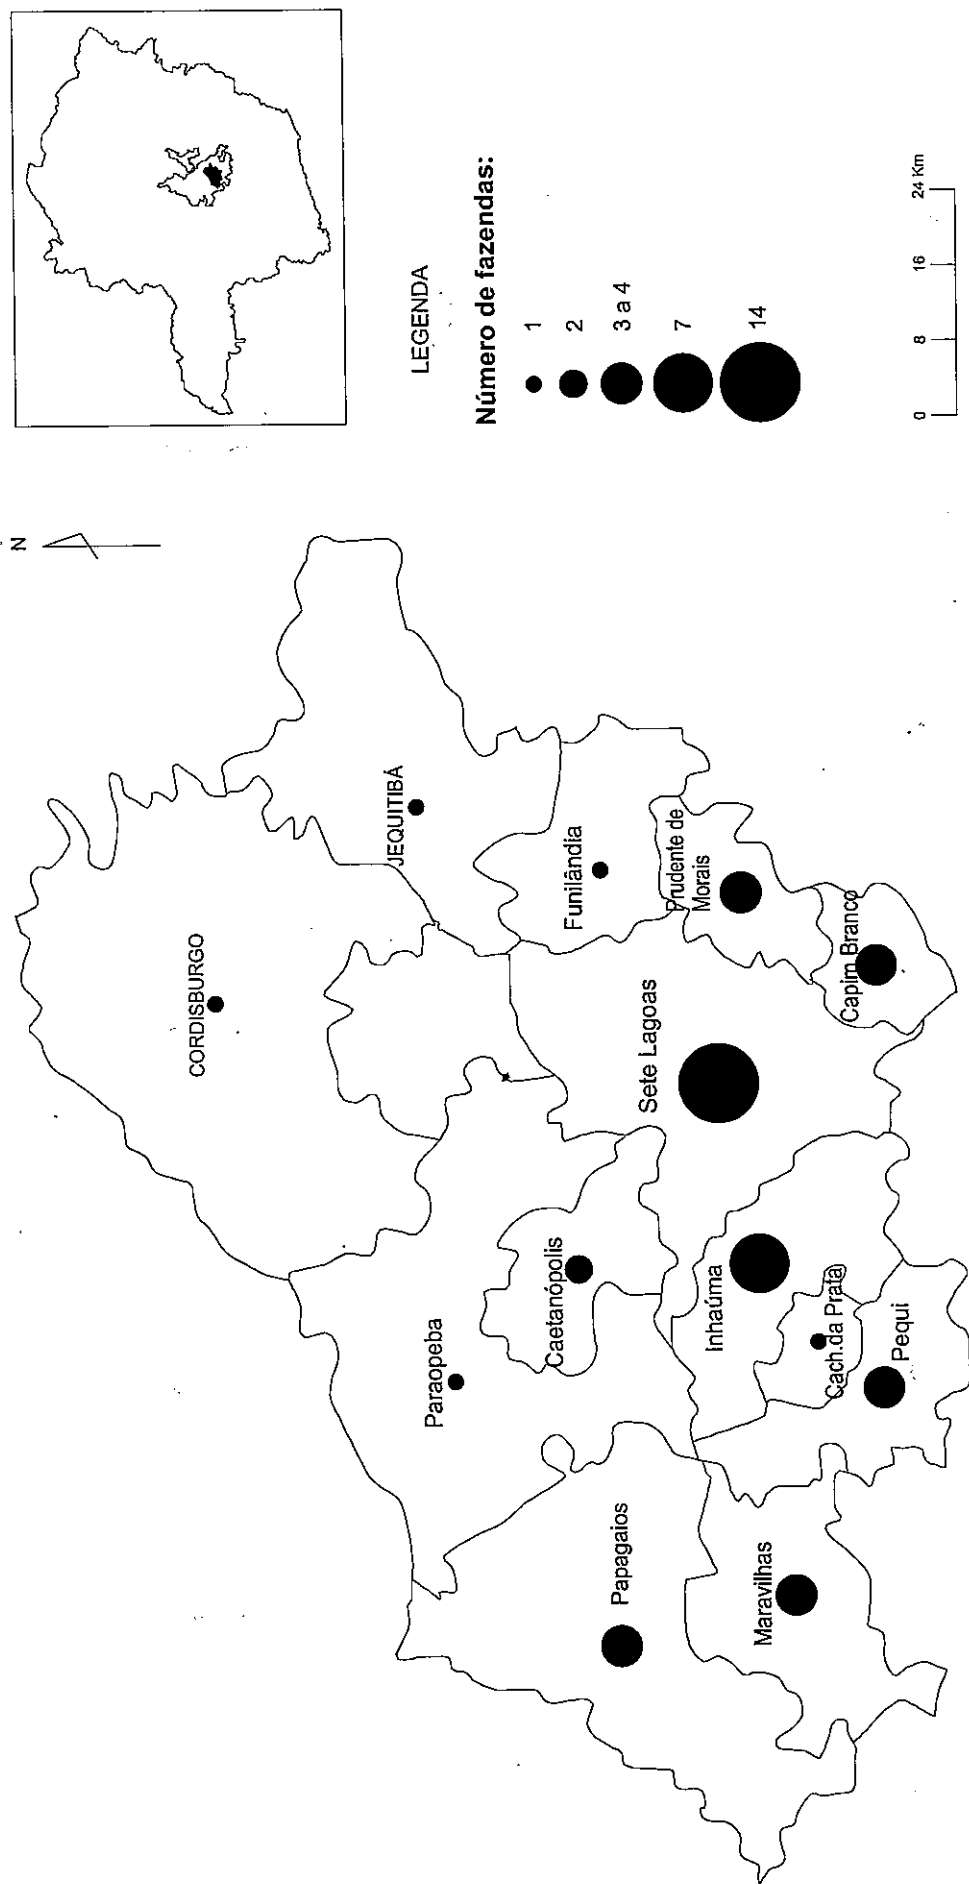 N
CORDISBURGO
JEQUITIBÁ
Paraopeba
Caetanópolis
Funilândia
Papagaios
Sete Lagoas
Prudente de
Morais
Inhaúma
Maravilhas
Cach.da Prata
Capim Branco
Pequi
LEGENDA
Número de fazendas:
1
2
3 a 4
7
14
0 8 16 24 Km